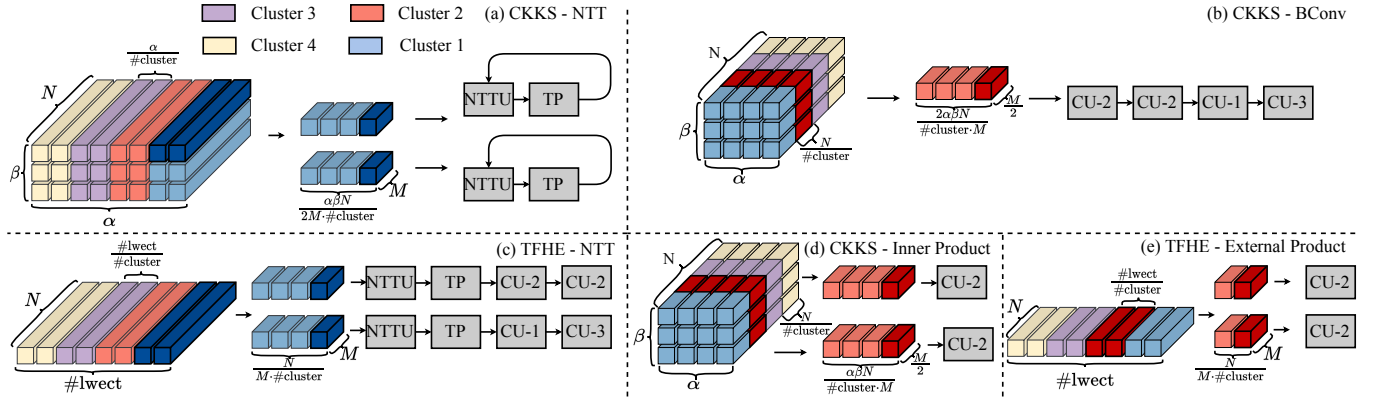 Cluster 3
Cluster 2
Cluster 4
Cluster 1
(a) CKKS - NTT
α
#cluster
N
β
α
αβN
2M·#cluster
M
NTTU
TP
NTTU
TP
(b) CKKS - BConv
N
β
α
N
#cluster
2αβN
#cluster·M
M
2
CU-2
CU-2
CU-1
CU-3
(c) TFHE - NTT
#lwect
#cluster
N
#lwect
N
M·#cluster
M
NTTU
TP
CU-2
CU-2
NTTU
TP
CU-1
CU-3
(d) CKKS - Inner Product
N
β
α
N
#cluster
αβN
#cluster·M
M
2
CU-2
CU-2
(e) TFHE - External Product
#lwect
#cluster
N
#lwect
N
M·#cluster
M
CU-2
CU-2